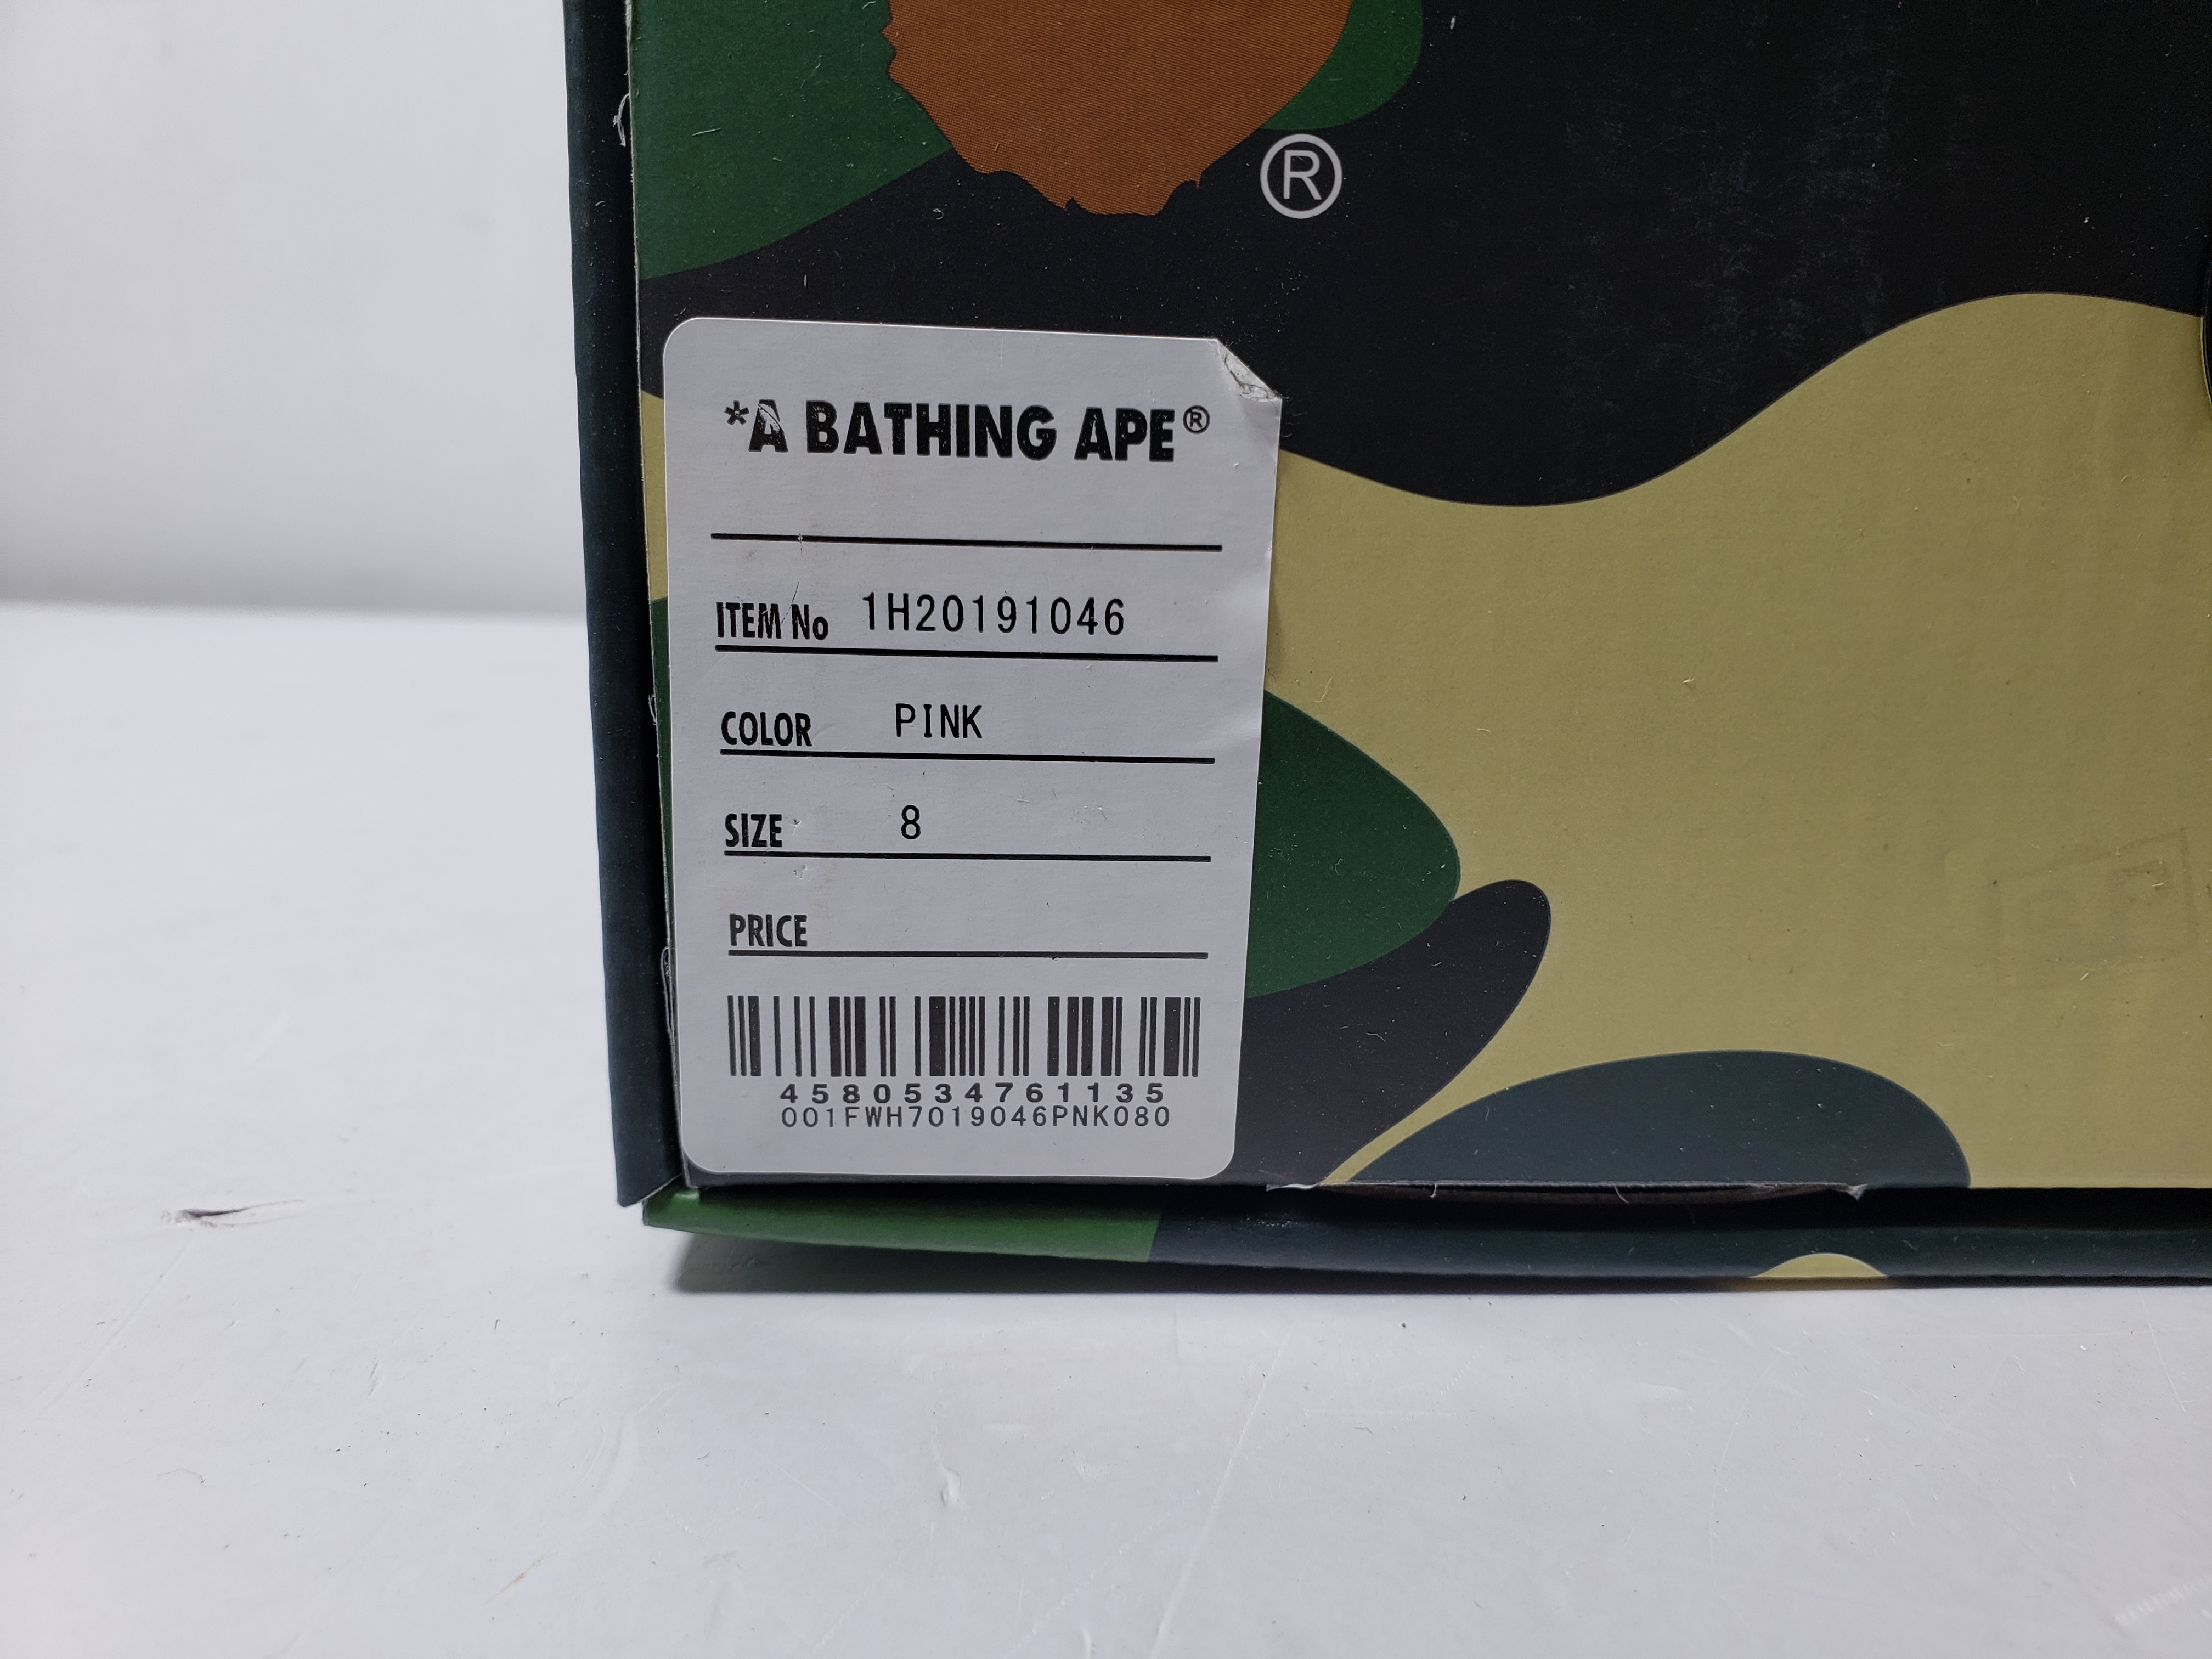 ®
*A BATHING APE®
ITEM No 1H20191046
COLOR PINK
SIZE 8
PRICE
4580534761135
001FWH7019046PNK080